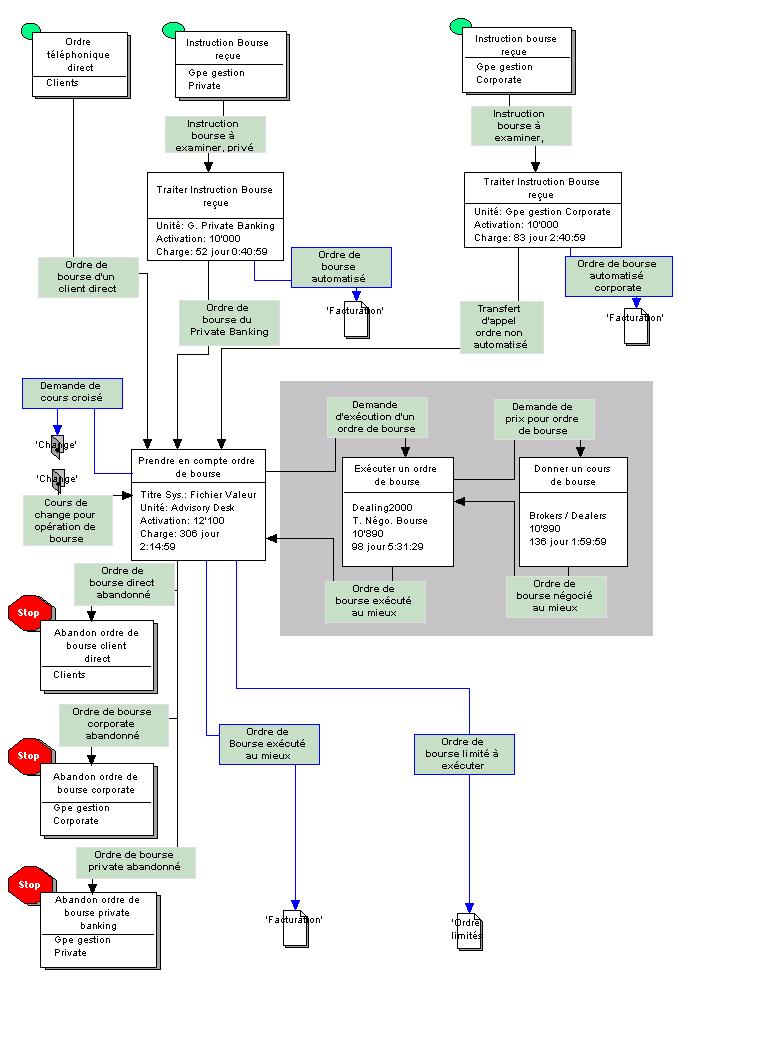 Ordre
téléphonique
direct
Clients
Instruction Bourse
reçue
Gpe gestion
Private
Instruction bourse
reçue
Gpe gestion
Corporate
Instruction
bourse à
examiner, privé
Instruction
bourse à
examiner,
Traiter Instruction Bourse
reçue
Unité: G. Private Banking
Activation: 10'000
Charge: 52 jour 0:40:59
Traiter Instruction Bourse
reçue
Unité: Gpe gestion Corporate
Activation: 10'000
Charge: 83 jour 2:40:59
Ordre de
bourse d'un
client direct
Ordre de
bourse
automatisé
'Facturation'
Ordre de bourse
automatisé
corporate
'Facturation'
Ordre de
bourse du
Private Banking
Transfert
d'appel
ordre non
automatisé
Demande de
cours croisé
'Change'
'Change'
Cours de
change pour
opération de
bourse
Prendre en compte ordre
de bourse
Titre Sys.: Fichier Valeur
Unité: Advisory Desk
Activation: 12'100
Charge: 306 jour
2:14:59
Demande
d'exécution d'un
ordre de bourse
Demande de
prix pour ordre
de bourse
Exécuter un ordre
de bourse
Dealing2000
T. Négo. Bourse
10'890
98 jour 5:31:29
Donner un cours
de bourse
Brokers / Dealers
10'890
136 jour 1:59:59
Ordre de
bourse exécuté
au mieux
Ordre de
bourse négocié
au mieux
Ordre de
bourse direct
abandonné
Stop
Abandon ordre de
bourse client
direct
Clients
Ordre de bourse
corporate
abandonné
Stop
Abandon ordre de
bourse corporate
Gpe gestion
Corporate
Ordre de
Bourse exécuté
au mieux
Ordre de
bourse limité à
exécuter
Ordre de bourse
private abandonné
Stop
Abandon ordre de
bourse private
banking
Gpe gestion
Private
'Facturation'
'Ordre
limités